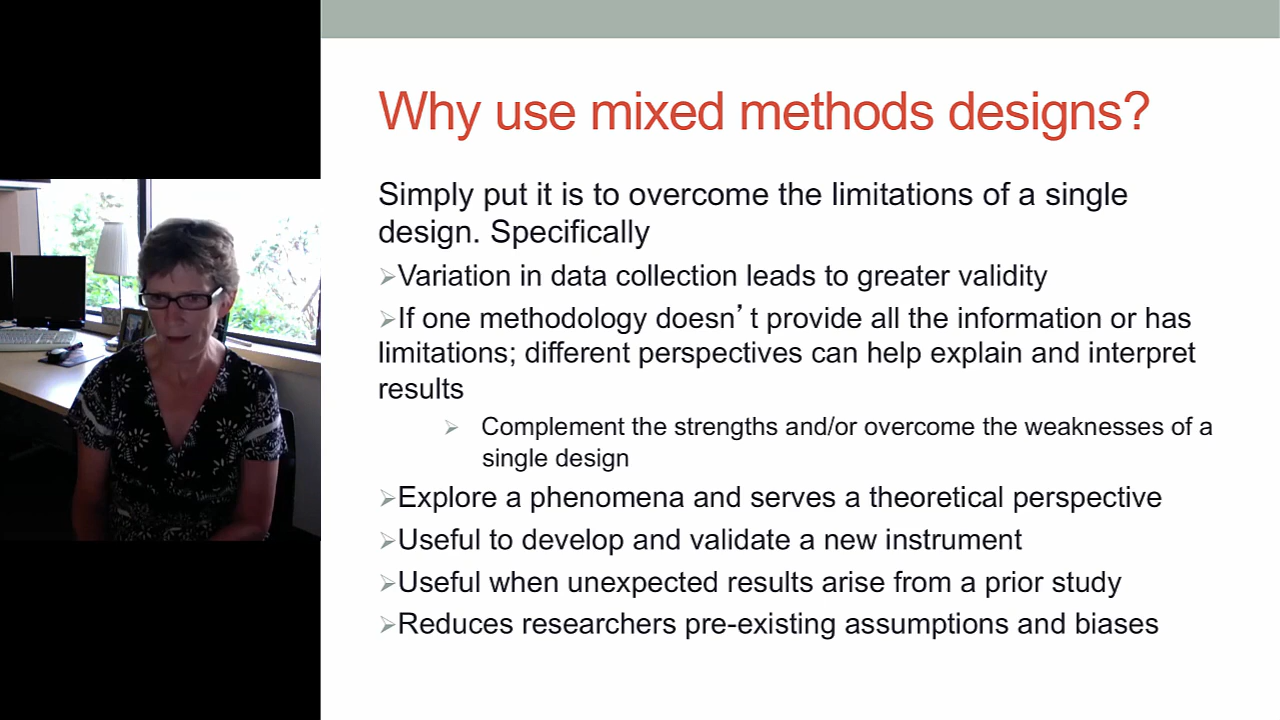 Why use mixed methods designs?
Simply put it is to overcome the limitations of a single
design. Specifically
➢Variation in data collection leads to greater validity
➢If one methodology doesn’ t provide all the information or has
limitations; different perspectives can help explain and interpret
results
➢ Complement the strengths and/or overcome the weaknesses of a
single design
➢Explore a phenomena and serves a theoretical perspective
➢Useful to develop and validate a new instrument
➢Useful when unexpected results arise from a prior study
➢Reduces researchers pre-existing assumptions and biases